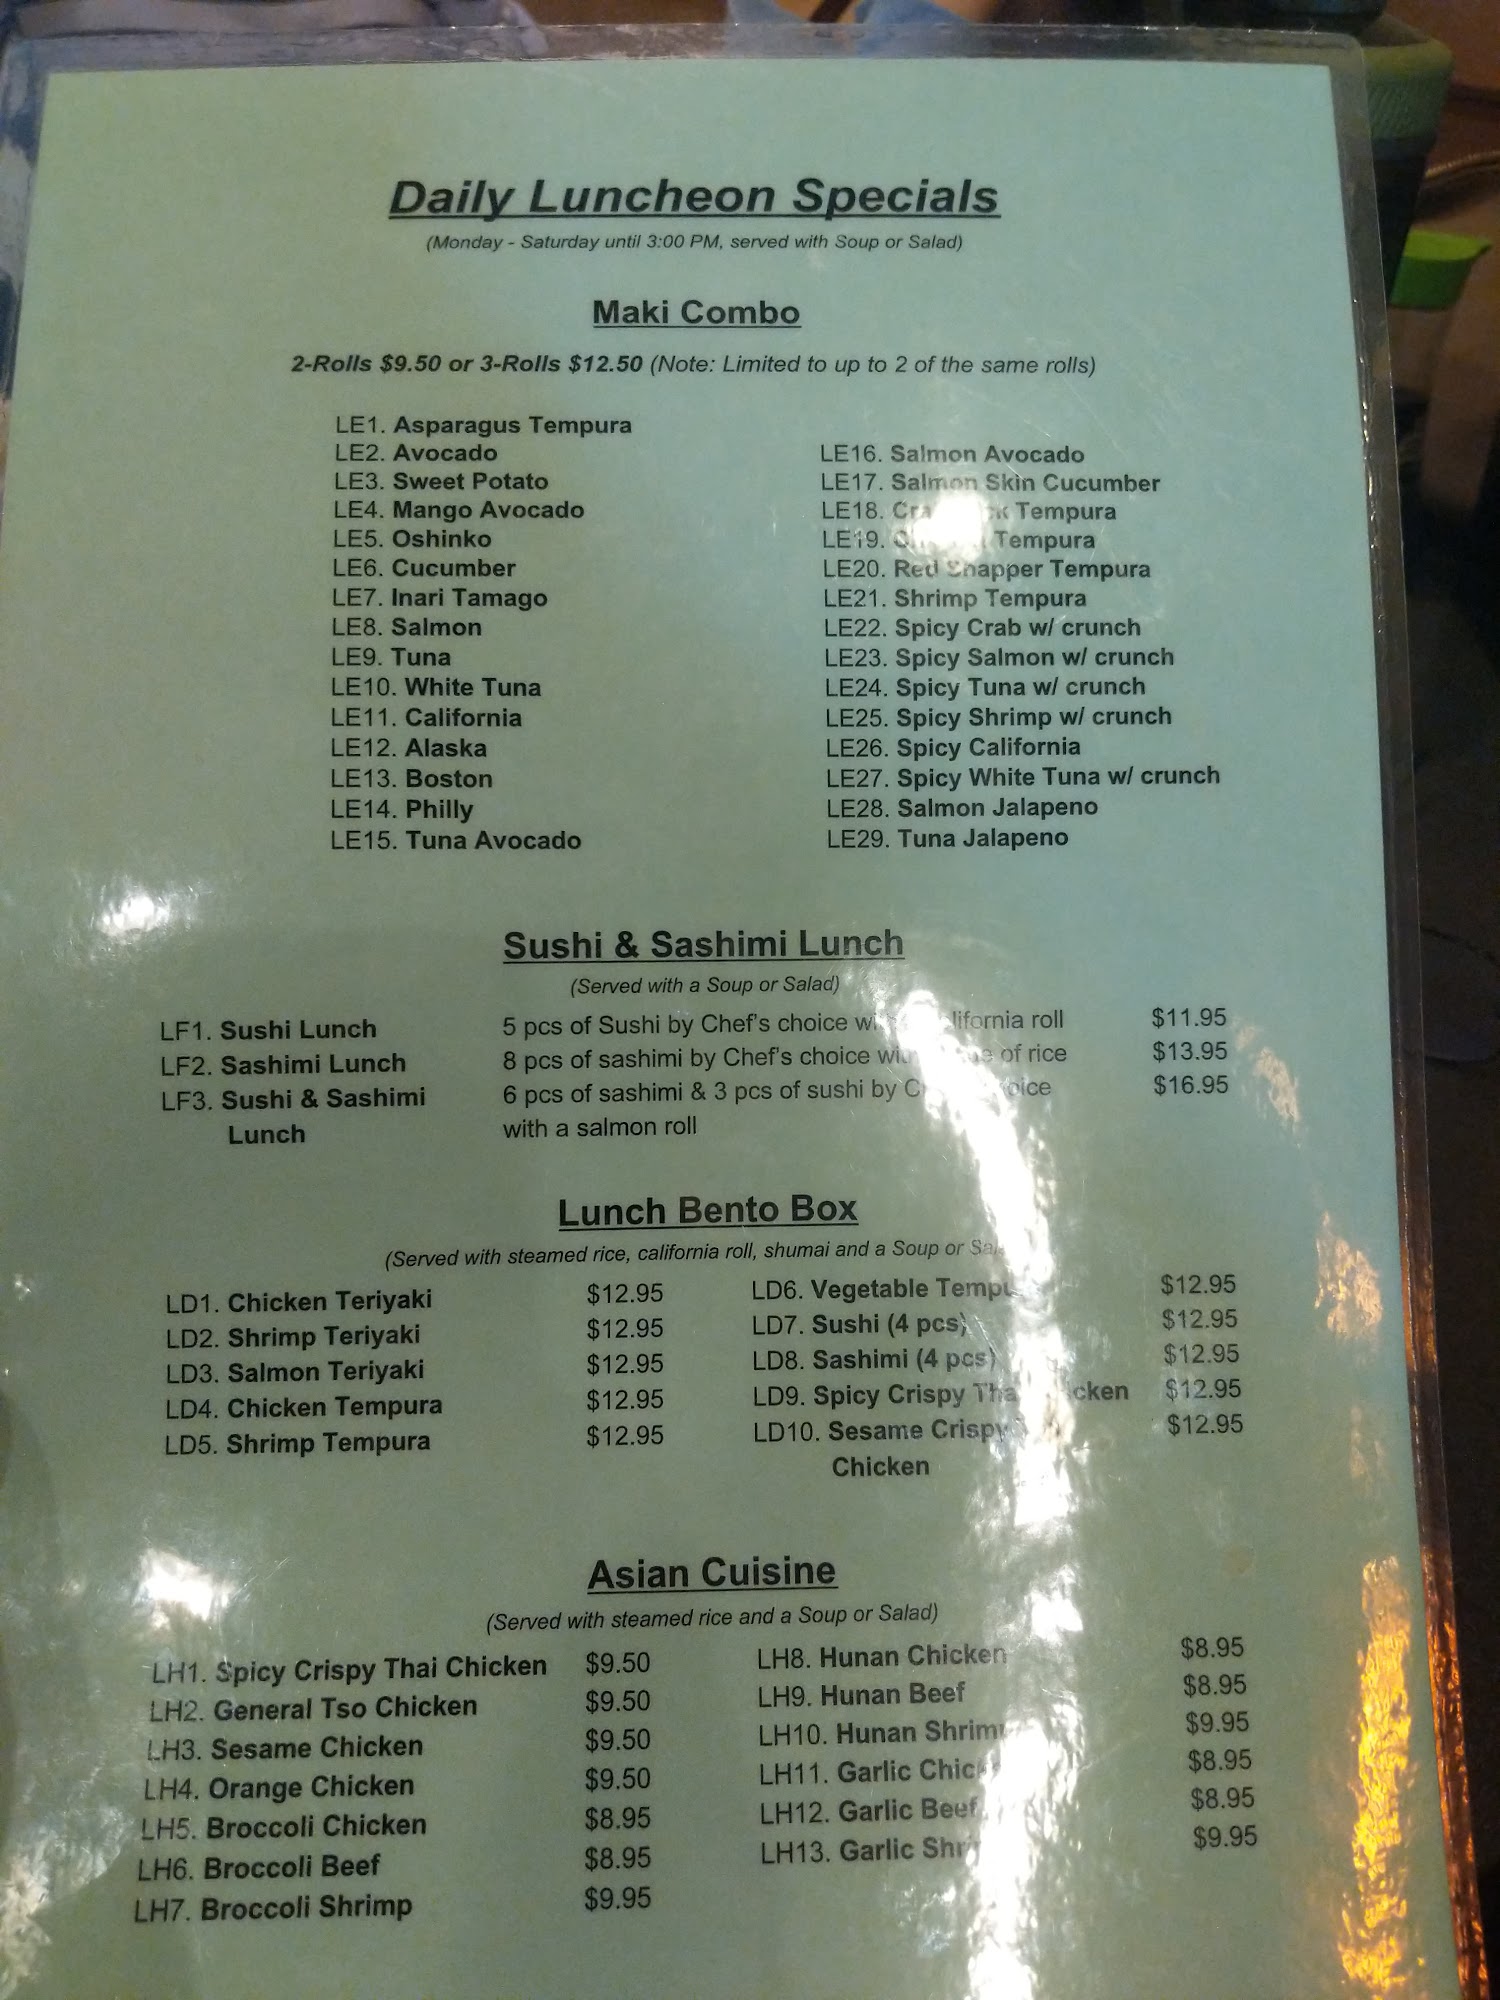 Daily Luncheon Specials
(Monday - Saturday until 3:00 PM, served with Soup or Salad)
Maki Combo
2-Rolls $9.50 or 3-Rolls $12.50 (Note: Limited to up to 2 of the same rolls)
LE1. Asparagus Tempura
LE2. Avocado
LE3. Sweet Potato
LE4. Mango Avocado
LE5. Oshinko
LE6. Cucumber
LE7. Inari Tamago
LE8. Salmon
LE9. Tuna
LE10. White Tuna
LE11. California
LE12. Alaska
LE13. Boston
LE14. Philly
LE15. Tuna Avocado
LE16. Salmon Avocado
LE17. Salmon Skin Cucumber
LE18. Tempura
LE19. Tempura
LE20. Red Snapper Tempura
LE21. Shrimp Tempura
LE22. Spicy Crab w/ crunch
LE23. Spicy Salmon w/ crunch
LE24. Spicy Tuna w/ crunch
LE25. Spicy Shrimp w/ crunch
LE26. Spicy California
LE27. Spicy White Tuna w/ crunch
LE28. Salmon Jalapeno
LE29. Tuna Jalapeno
Sushi & Sashimi Lunch
(Served with a Soup or Salad)
LF1. Sushi Lunch 5 pcs of Sushi by Chef's choice California roll $11.95
LF2. Sashimi Lunch 8 pcs of sashimi by Chef's choice of rice $13.95
LF3. Sushi & Sashimi 6 pcs of sashimi & 3 pcs of sushi by choice $16.95
Lunch with a salmon roll
Lunch Bento Box
(Served with steamed rice, california roll, shumai and a Soup or Salad
LD1. Chicken Teriyaki $12.95
LD2. Shrimp Teriyaki $12.95
LD3. Salmon Teriyaki $12.95
LD4. Chicken Tempura $12.95
LD5. Shrimp Tempura $12.95
LD6. Vegetable Tempura $12.95
LD7. Sushi (4 pcs) $12.95
LD8. Sashimi (4 pcs) $12.95
LD9. Spicy Crispy Thai Chicken $12.95
LD10. Sesame Crispy $12.95
Chicken
Asian Cuisine
(Served with steamed rice and a Soup or Salad)
LH1. Spicy Crispy Thai Chicken $9.50
LH2. General Tso Chicken $9.50
LH3. Sesame Chicken $9.50
LH4. Orange Chicken $9.50
LH5. Broccoli Chicken $8.95
LH6. Broccoli Beef $8.95
LH7. Broccoli Shrimp $9.95
LH8. Hunan Chicken $8.95
LH9. Hunan Beef $8.95
LH10. Hunan Shrimp $9.95
LH11. Garlic Chicken $8.95
LH12. Garlic Beef $8.95
LH13. Garlic Shrimp $9.95